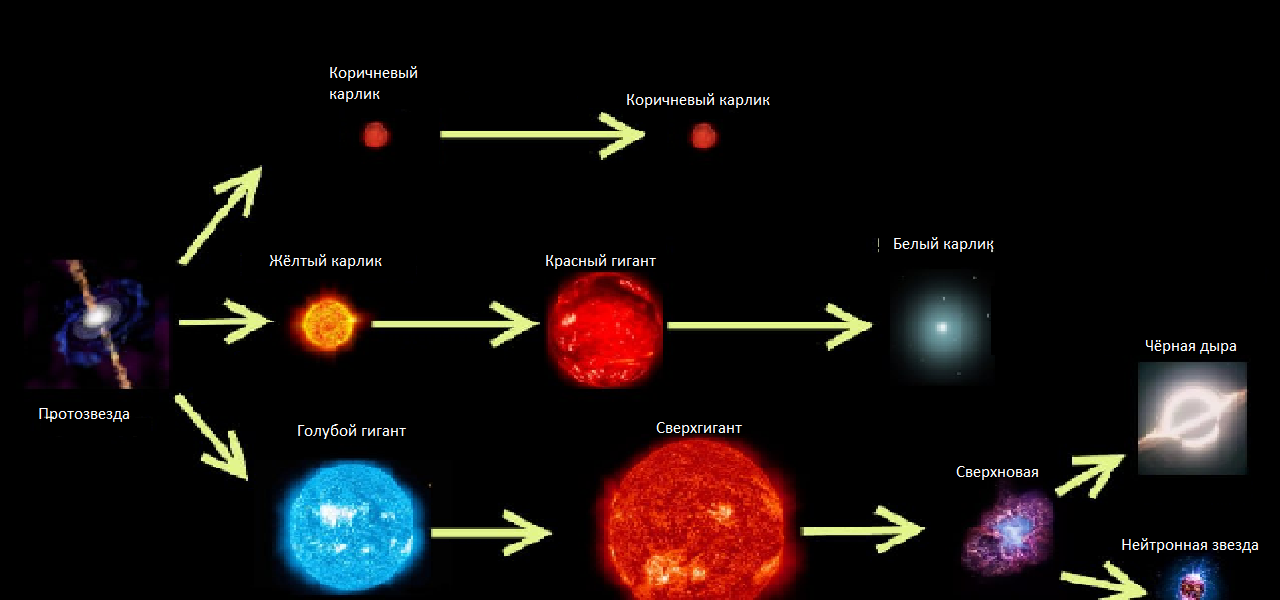 Коричневый
карлик
Коричневый карлик
Жёлтый карлик
Красный гигант
Белый карлик
Протозвезда
Голубой гигант
Сверхгигант
Сверхновая
Чёрная дыра
Нейтронная звезда